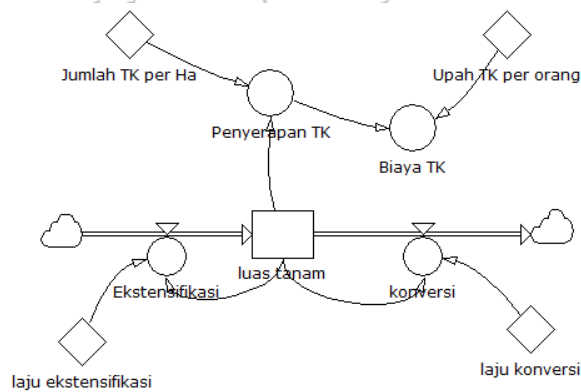 Jumlah TK per Ha
Upah TK per orang
Penyerapan TK
Biaya TK
luas tanam
Ekstensifikasi
konversi
laju ekstensifikasi
laju konversi